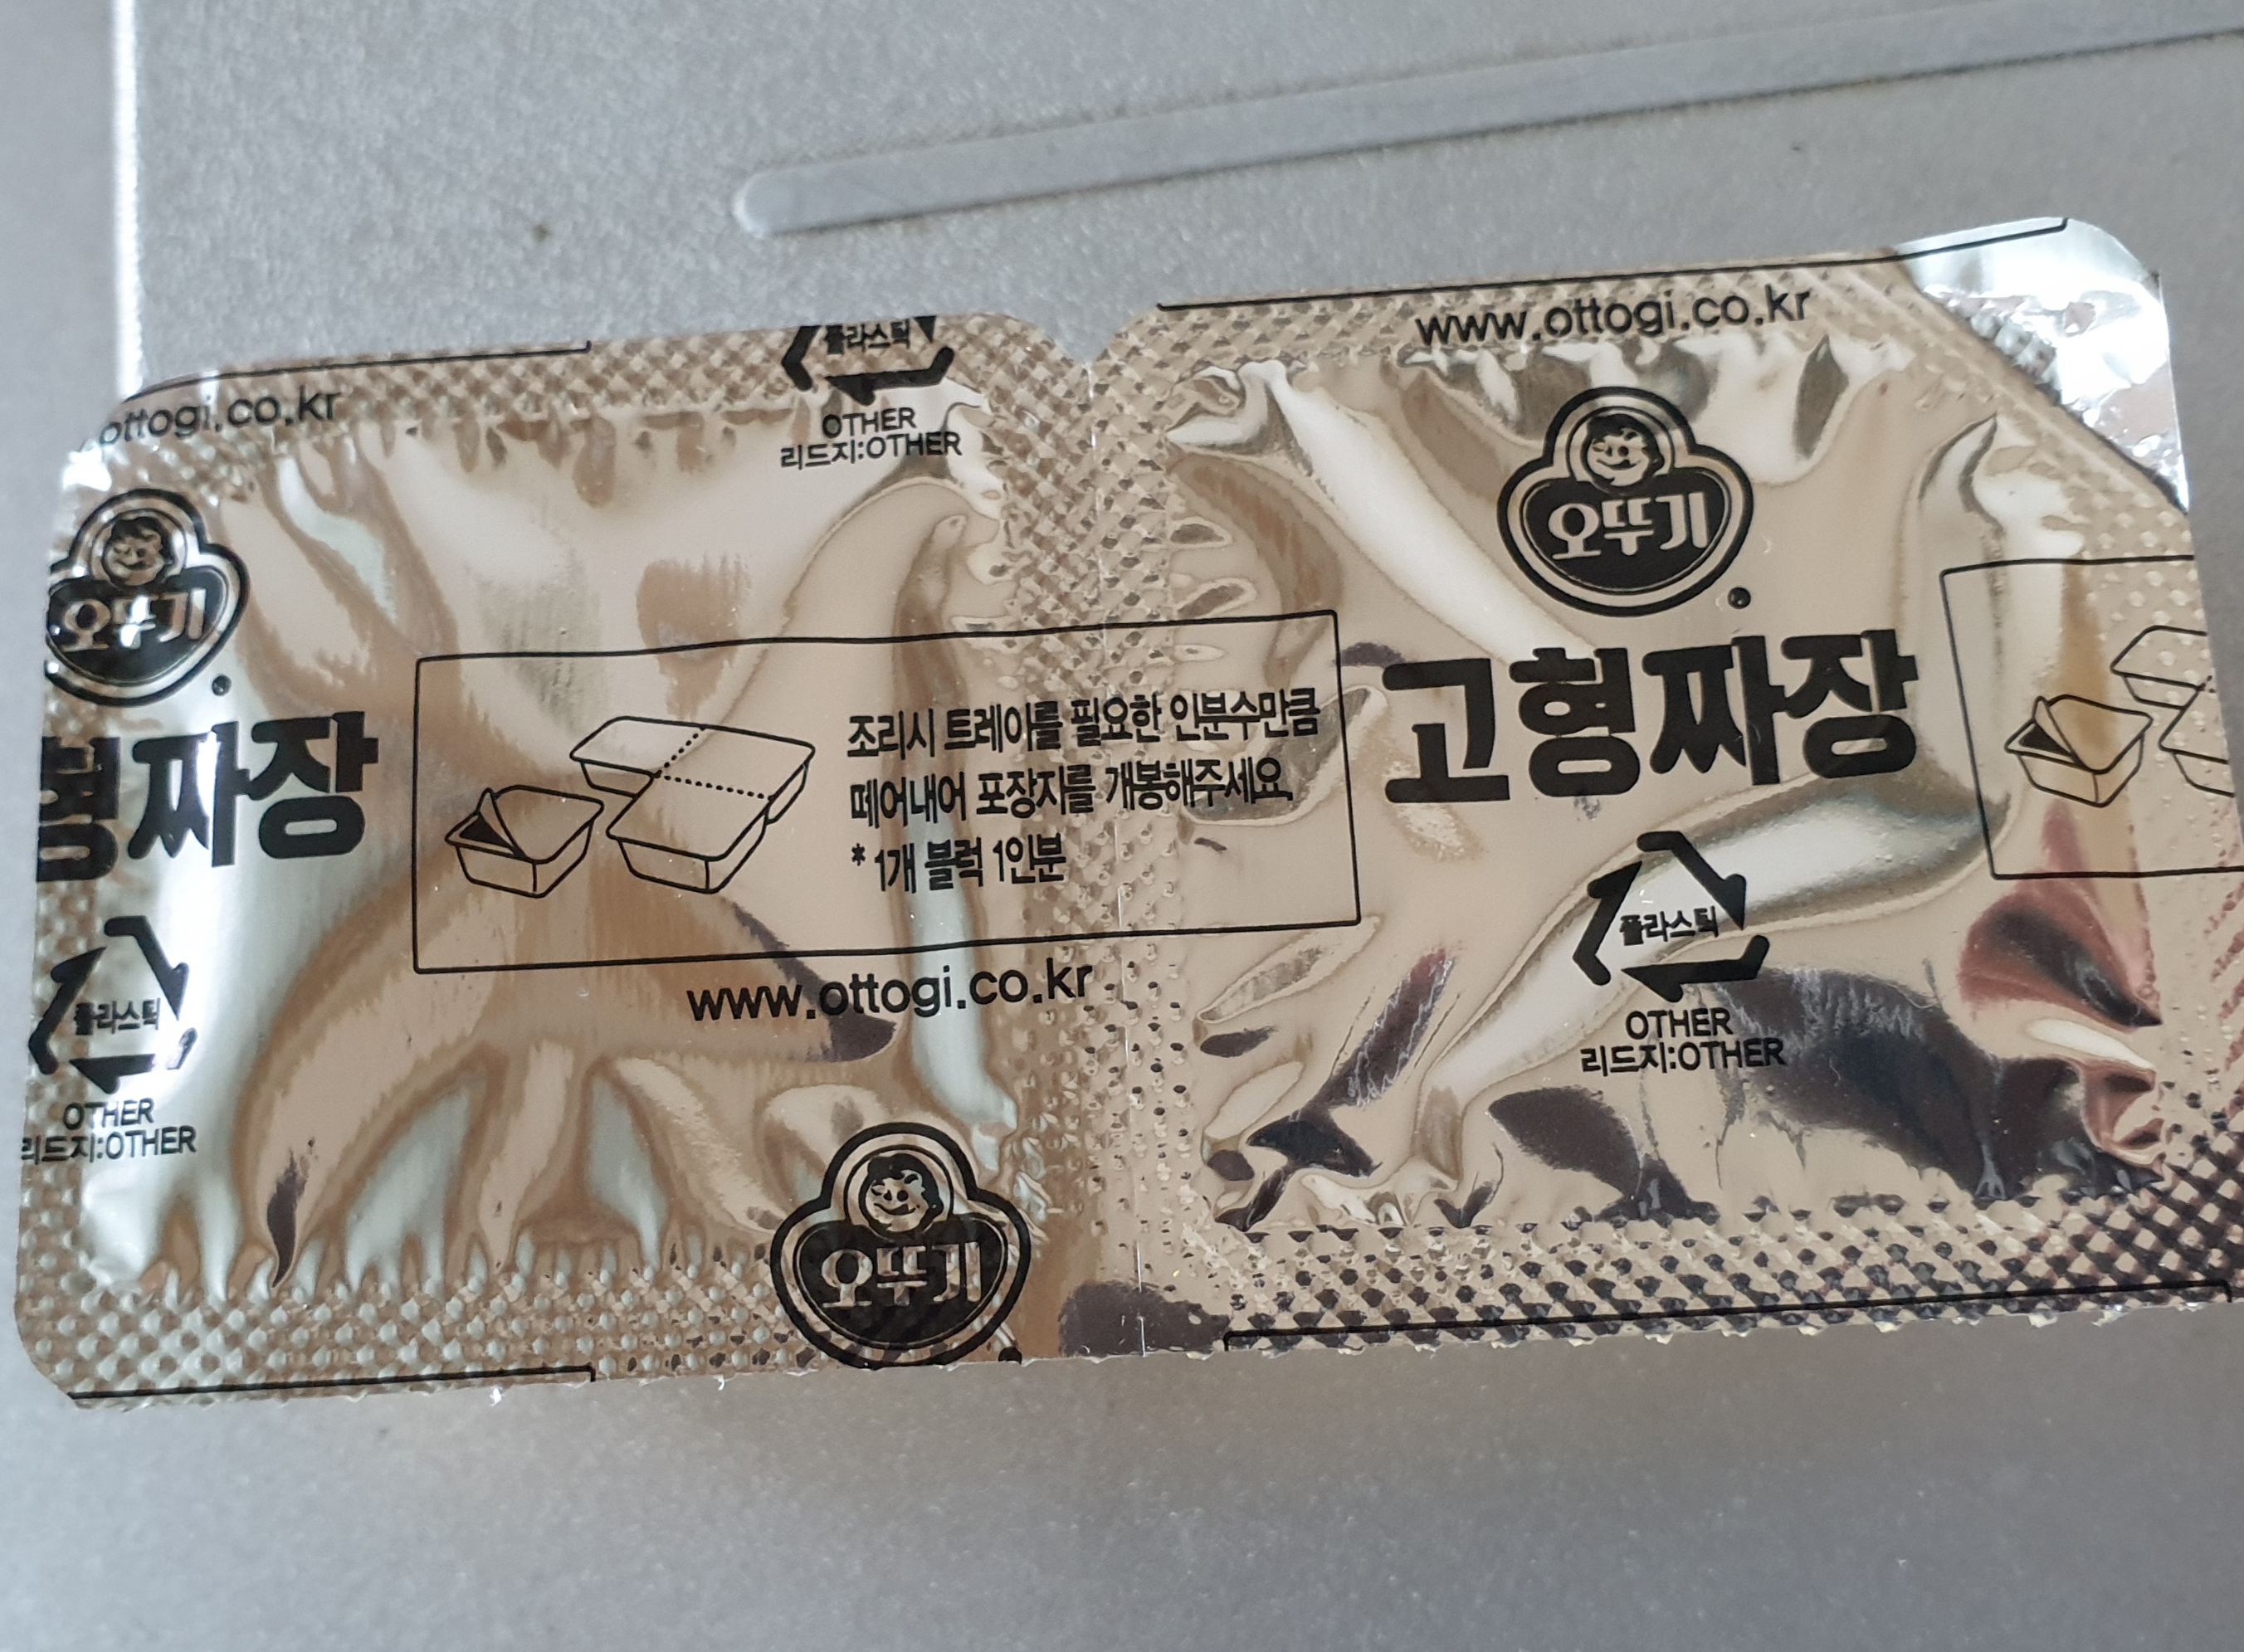 ottogi.co.kr
플라스틱
OTHER
리드지:OTHER
오뚜기
형짜장
플라스틱
OTHER
리드지:OTHER
조리시 트레이를 필요한 인분수만큼
떼어내어 포장지를 개봉해주세요.
* 1개 블럭 1인분
www.ottogi.co.kr
오뚜기
www.ottogi.co.kr
오뚜기
고형짜장
플라스틱
OTHER
리드지:OTHER